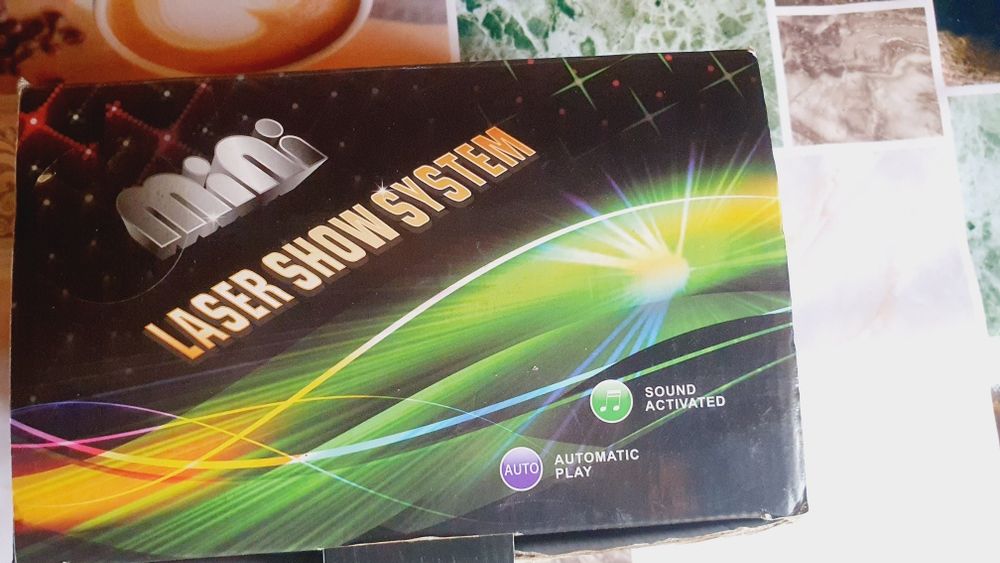 mini
LASER SHOW SYSTEM
SOUND
ACTIVATED
AUTO
AUTOMATIC
PLAY